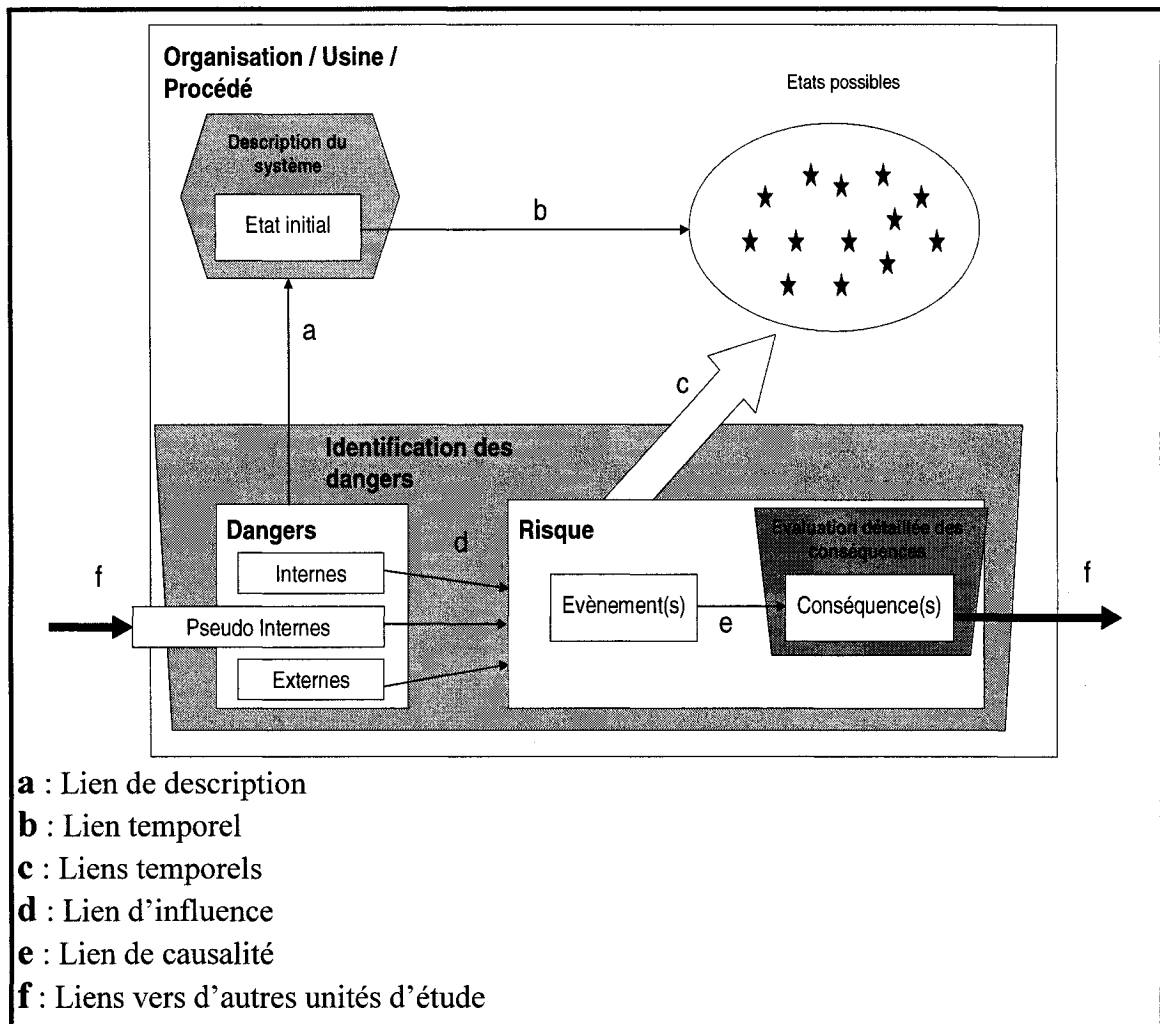 Organisation / Usine /
Procédé
Etats possibles
Description du
système
Etat initial
b
a
c
Identification des
dangers
Dangers
Internes
Pseudo Internes
Externes
d
f
Risque
Evaluation détaillée des
conséquences
Evènement(s)
e
Conséquence(s)
f
a : Lien de description
b : Lien temporel
c : Liens temporels
d : Lien d'influence
e : Lien de causalité
f : Liens vers d'autres unités d'étude